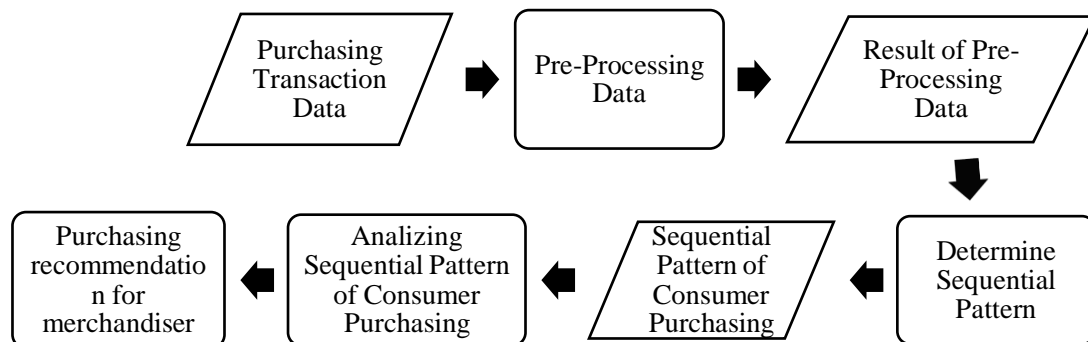 Purchasing
Transaction
Data
Pre-Processing
Data
Result of Pre-
Processing
Data
Determine
Sequential
Pattern
Sequential
Pattern of
Consumer
Purchasing
Analizing
Sequential Pattern
of Consumer
Purchasing
Purchasing
recommendatio
n for
merchandiser